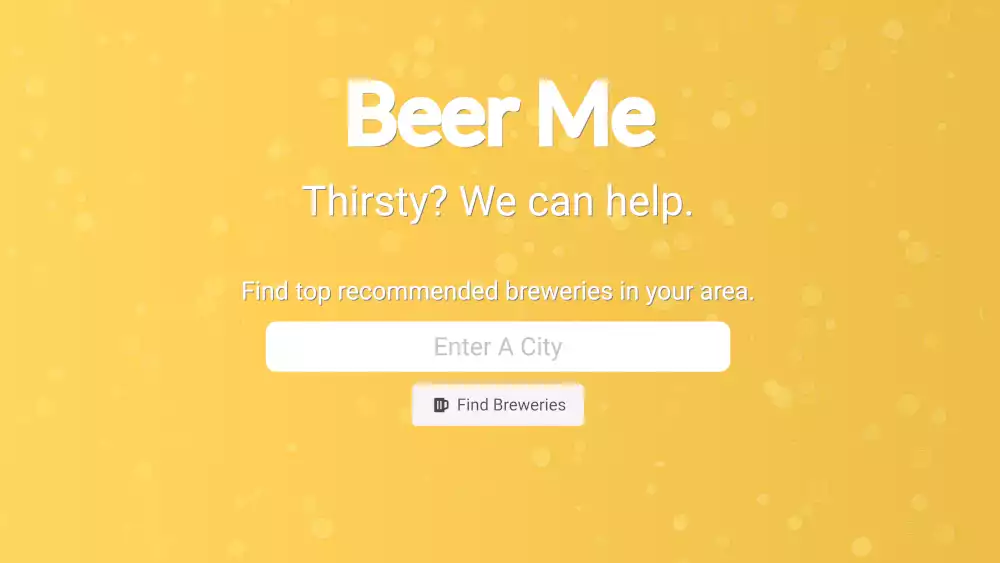 Beer Me
Thirsty? We can help.
Find top recommended breweries in your area.
Enter A City
Find Breweries